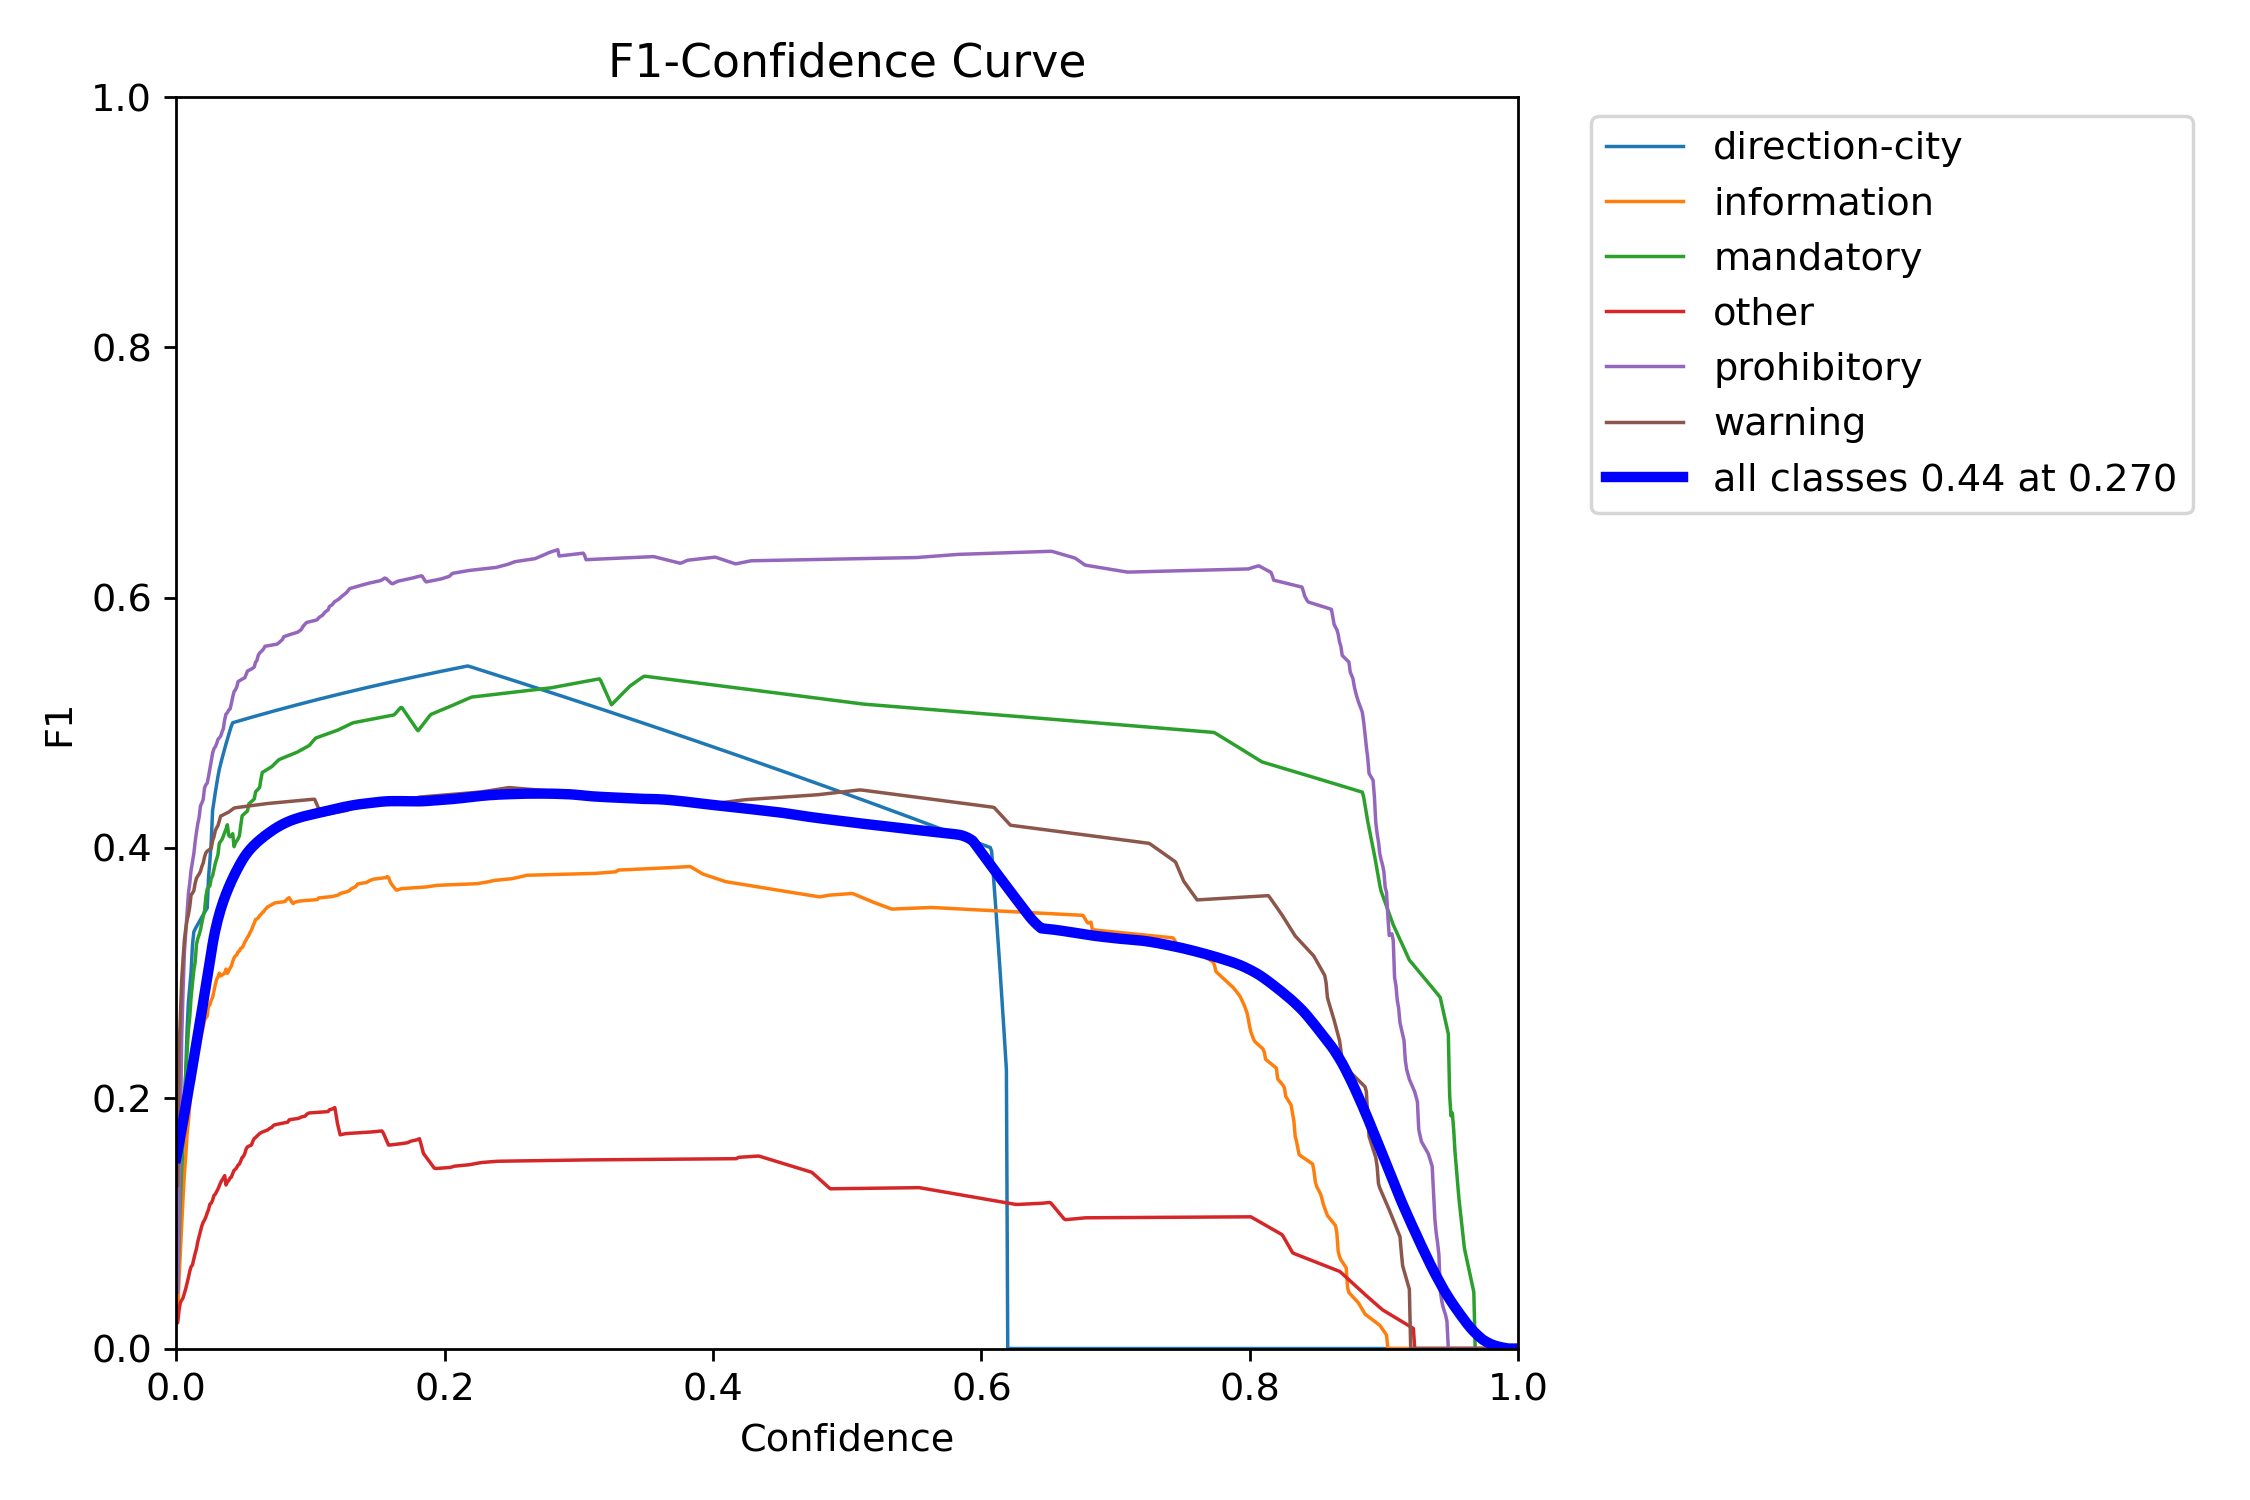 F1-Confidence Curve
1.0
0.8
0.6
0.4
0.2
0.0
F1
0.0 0.2 0.4 0.6 0.8 1.0
Confidence
direction-city
information
mandatory
other
prohibitory
warning
all classes 0.44 at 0.270